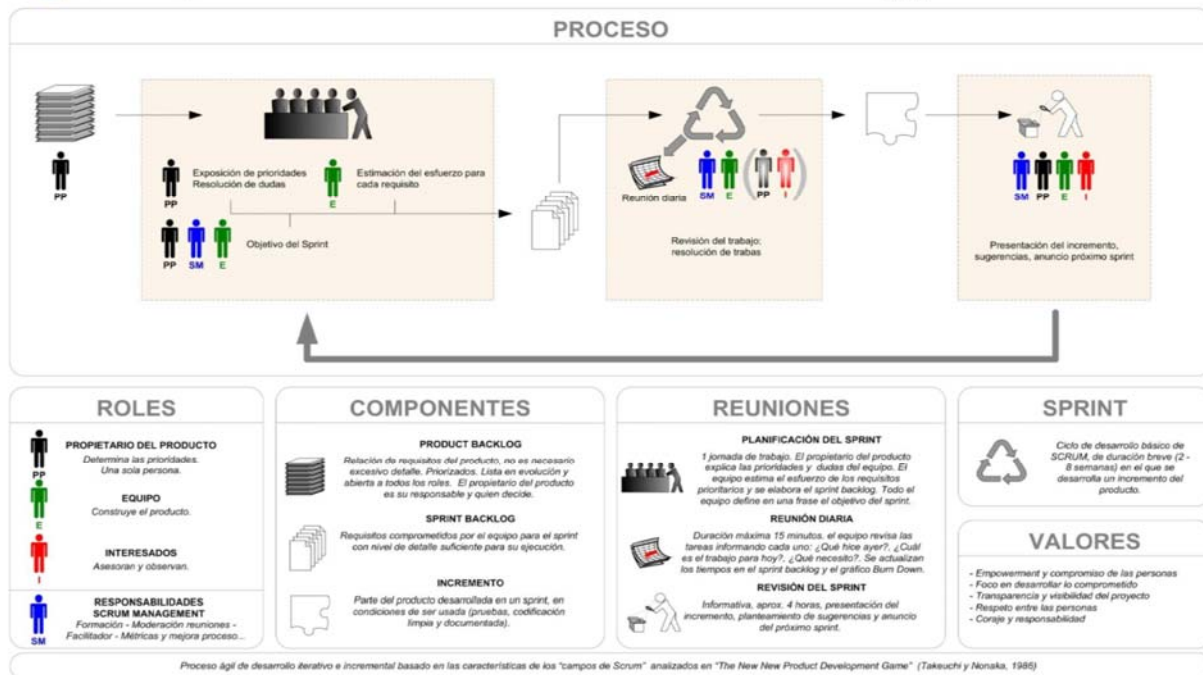 PROCESO
PP
Exposición de prioridades
Resolución de dudas
PP
Estimación del esfuerzo para
cada requisito
E
Objetivo del Sprint
PP SM E
Reunión diaria
SM E ( PP I )
Revisión del trabajo;
resolución de trabas
SM PP E I
Presentación del incremento,
sugerencias, anuncio próximo sprint
ROLES
PROPIETARIO DEL PRODUCTO
Determina las prioridades.
Una sola persona.
PP
EQUIPO
Construye el producto.
E
INTERESADOS
Asesoran y observan.
I
RESPONSABILIDADES
SCRUM MANAGEMENT
Formación - Moderación reuniones -
Facilitador - Métricas y mejora proceso...
SM
COMPONENTES
PRODUCT BACKLOG
Relación de requisitos del producto, no es necesario
excesivo detalle. Priorizados. Lista en evolución y
abierta a todos los roles. El propietario del producto
es su responsable y quien decide.
SPRINT BACKLOG
Requisitos comprometidos por el equipo para el sprint
con nivel de detalle suficiente para su ejecución.
INCREMENTO
Parte del producto desarrollada en un sprint, en
condiciones de ser usada (pruebas, codificación
limpia y documentada).
REUNIONES
PLANIFICACIÓN DEL SPRINT
1 jornada de trabajo. El propietario del producto
explica las prioridades y dudas del equipo. El
equipo estima el esfuerzo de los requisitos
prioritarios y se elabora el sprint backlog. Todo el
equipo define en una frase el objetivo del sprint.
REUNIÓN DIARIA
Duración máxima 15 minutos. el equipo revisa las
tareas informando cada uno: ¿Qué hice ayer?, ¿Cuál
es el trabajo para hoy?, ¿Qué necesito?. Se actualizan
los tiempos en el sprint backlog y el gráfico Burn Down.
REVISIÓN DEL SPRINT
Informativa, aprox. 4 horas, presentación del
incremento, planteamiento de sugerencias y anuncio
del próximo sprint.
SPRINT
Ciclo de desarrollo básico de
SCRUM, de duración breve (2 -
8 semanas) en el que se
desarrolla un incremento del
producto.
VALORES
- Empowerment y compromiso de las personas
- Foco en desarrollar lo comprometido
- Transparencia y visibilidad del proyecto
- Respeto entre las personas
- Coraje y responsabilidad
Proceso ágil de desarrollo iterativo e incremental basado en las características de los "campos de Scrum" analizados en "The New New Product Development Game" (Takeuchi y Nonaka, 1986)